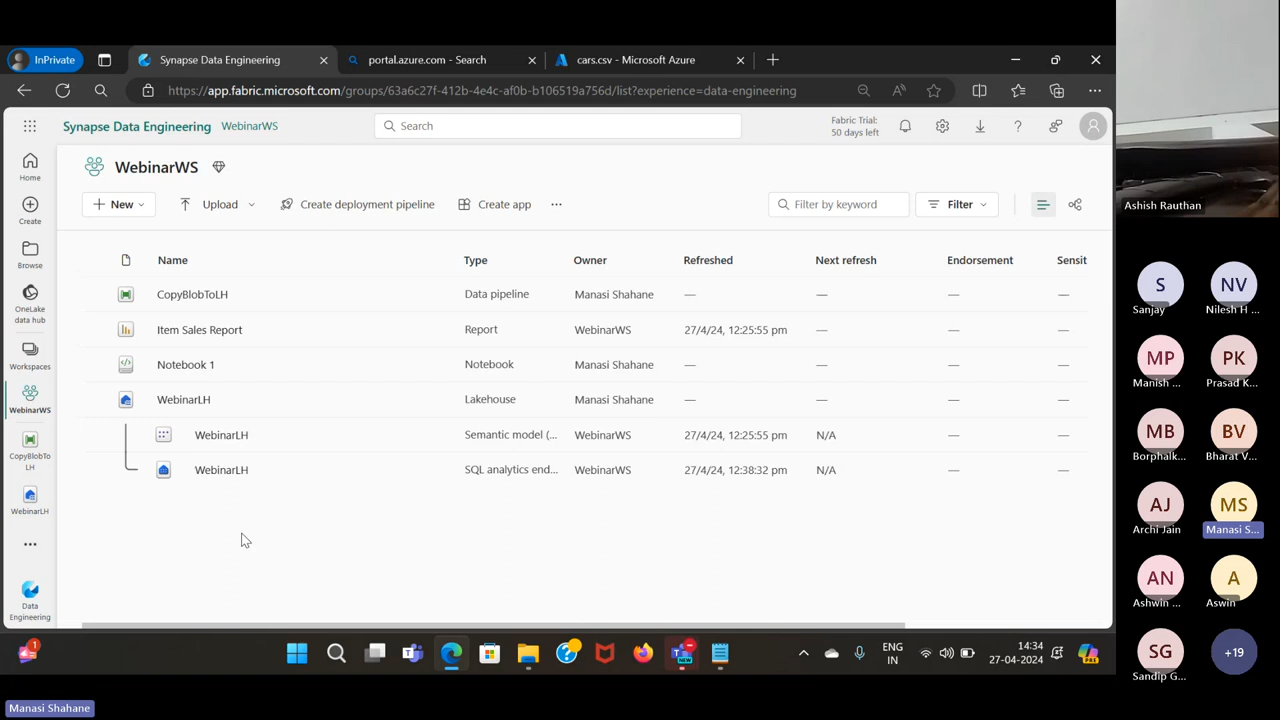 InPrivate
Synapse Data Engineering
portal.azure.com - Search
cars.csv - Microsoft Azure
https://app.fabric.microsoft.com/groups/63a6c27f-412b-4e4c-af0b-b106519a756d/list?experience=data-engineering
Synapse Data Engineering WebinarWS
Search
Fabric Trial:
50 days left
WebinarWS
New
Upload
Create deployment pipeline
Create app
Filter by keyword
Filter
Home
Create
Browse
OneLake
data hub
Workspaces
WebinarWS
CopyBlobTo
LH
WebinarLH
Data
Engineering
Name Type Owner Refreshed Next refresh Endorsement Sensit
CopyBlobToLH Data pipeline Manasi Shahane — — — —
Item Sales Report Report WebinarWS 27/4/24, 12:25:55 pm — — —
Notebook 1 Notebook Manasi Shahane — — — —
WebinarLH Lakehouse Manasi Shahane — — — —
WebinarLH Semantic model (... WebinarWS 27/4/24, 12:25:55 pm N/A — —
WebinarLH SQL analytics end... WebinarWS 27/4/24, 12:38:32 pm N/A — —
1
NEW
ENG
IN
14:34
27-04-2024
PRE
Manasi Shahane
Ashish Rauthan
S
Sanjay
NV
Nilesh H ...
MP
Manish ...
PK
Prasad K...
MB
Borphalk...
BV
Bharat V...
AJ
Archi Jain
MS
Manasi S...
AN
Ashwin ...
A
Aswin
SG
Sandip G...
+19